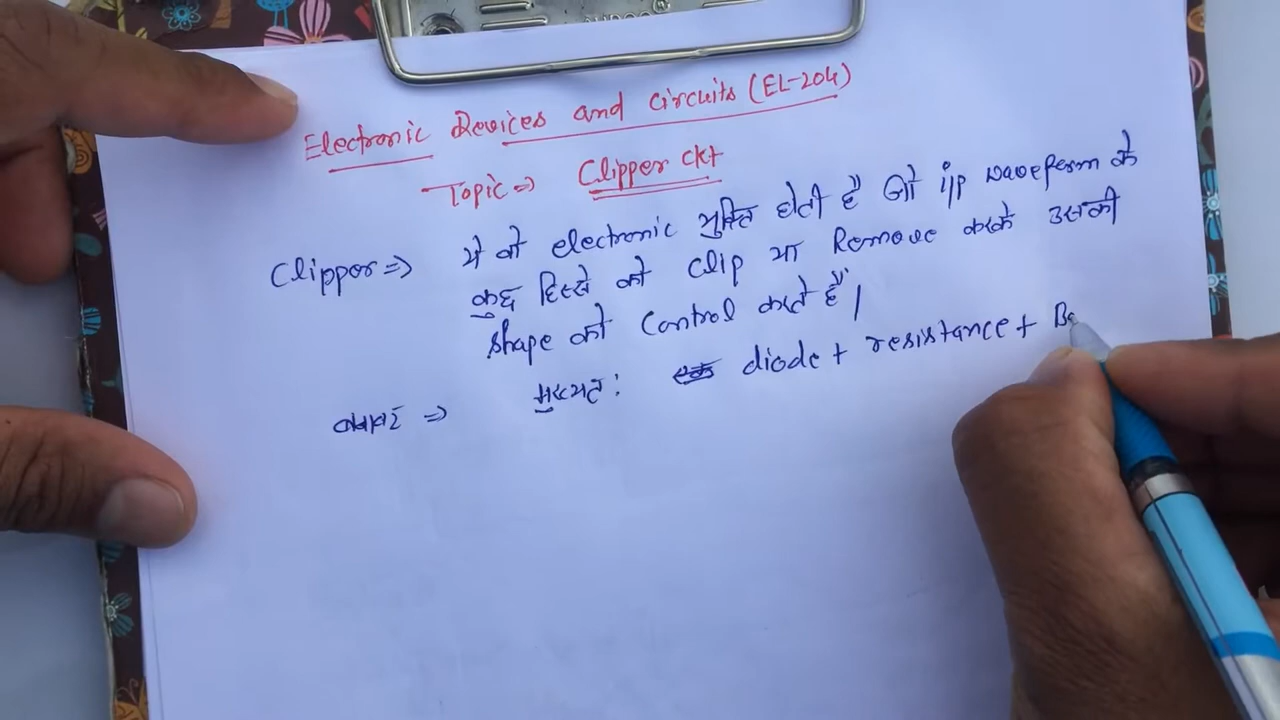 Electronic Devices and Circuits (EL-204)
Topic => Clipper Ckt
Clipper => ये वो electronic युक्ति होती है जो i/p waveform के
कुछ हिस्से को Clip या Remove करके उसकी
Shape को Control करते हैं।
बनावट => मुख्यतः diode + resistance + Ba